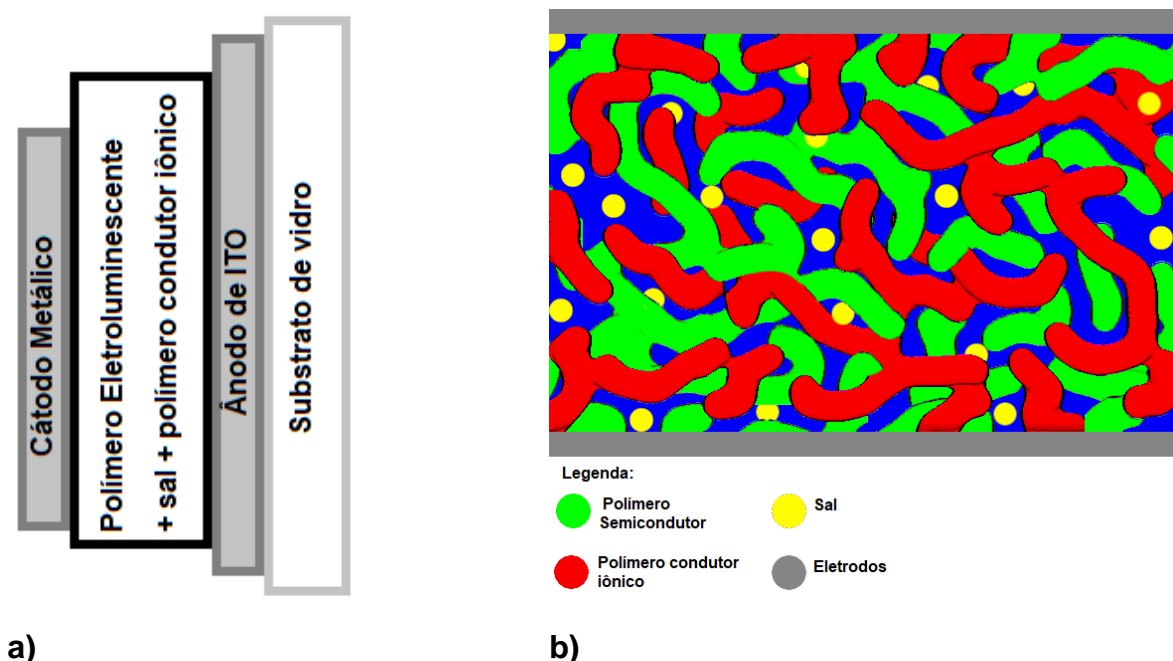 Cátodo Metálico
Polímero Eletroluminescente
+ sal + polímero condutor iônico
Ânodo de ITO
Substrato de vidro
Legenda:
Polímero
Semicondutor
Sal
Polímero condutor
iônico
Eletrodos
a)
b)